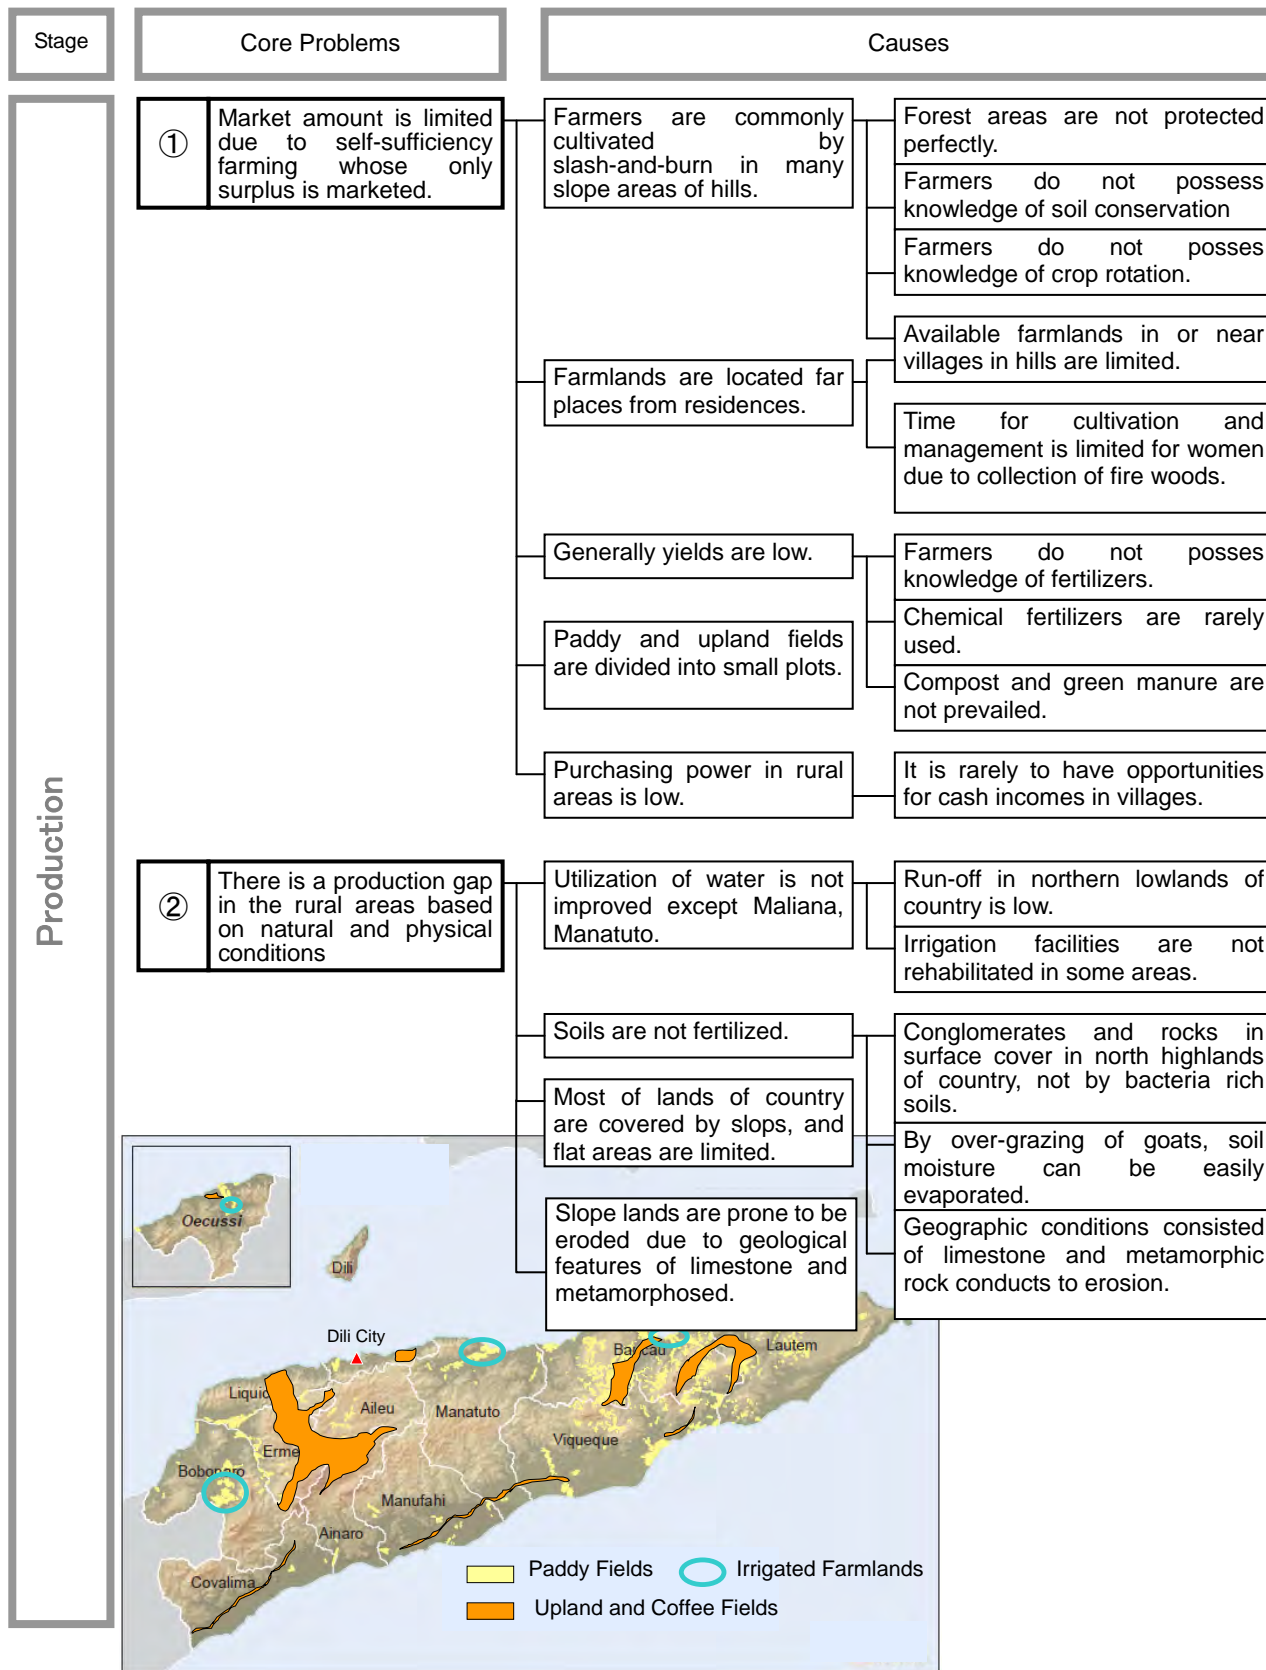 Stage
Core Problems
Causes
Production
①
Market amount is limited
due to self-sufficiency
farming whose only
surplus is marketed.
Farmers are commonly
cultivated by
slash-and-burn in many
slope areas of hills.
Forest areas are not protected
perfectly.
Farmers do not possess
knowledge of soil conservation
Farmers do not posses
knowledge of crop rotation.
Available farmlands in or near
villages in hills are limited.
Farmlands are located far
places from residences.
Time for cultivation and
management is limited for women
due to collection of fire woods.
Generally yields are low.
Farmers do not posses
knowledge of fertilizers.
Chemical fertilizers are rarely
used.
Paddy and upland fields
are divided into small plots.
Compost and green manure are
not prevailed.
Purchasing power in rural
areas is low.
It is rarely to have opportunities
for cash incomes in villages.
②
There is a production gap
in the rural areas based
on natural and physical
conditions
Utilization of water is not
improved except Maliana,
Manatuto.
Run-off in northern lowlands of
country is low.
Irrigation facilities are not
rehabilitated in some areas.
Soils are not fertilized.
Conglomerates and rocks in
surface cover in north highlands
of country, not by bacteria rich
soils.
Most of lands of country
are covered by slops, and
flat areas are limited.
By over-grazing of goats, soil
moisture can be easily
evaporated.
Slope lands are prone to be
eroded due to geological
features of limestone and
metamorphosed.
Geographic conditions consisted
of limestone and metamorphic
rock conducts to erosion.
Oecussi
Dili
Dili City
Baucau
Lautem
Liquic
Aileu
Manatuto
Erme
Viqueque
Bobonaro
Manufahi
Ainaro
Covalima
Paddy Fields
Irrigated Farmlands
Upland and Coffee Fields